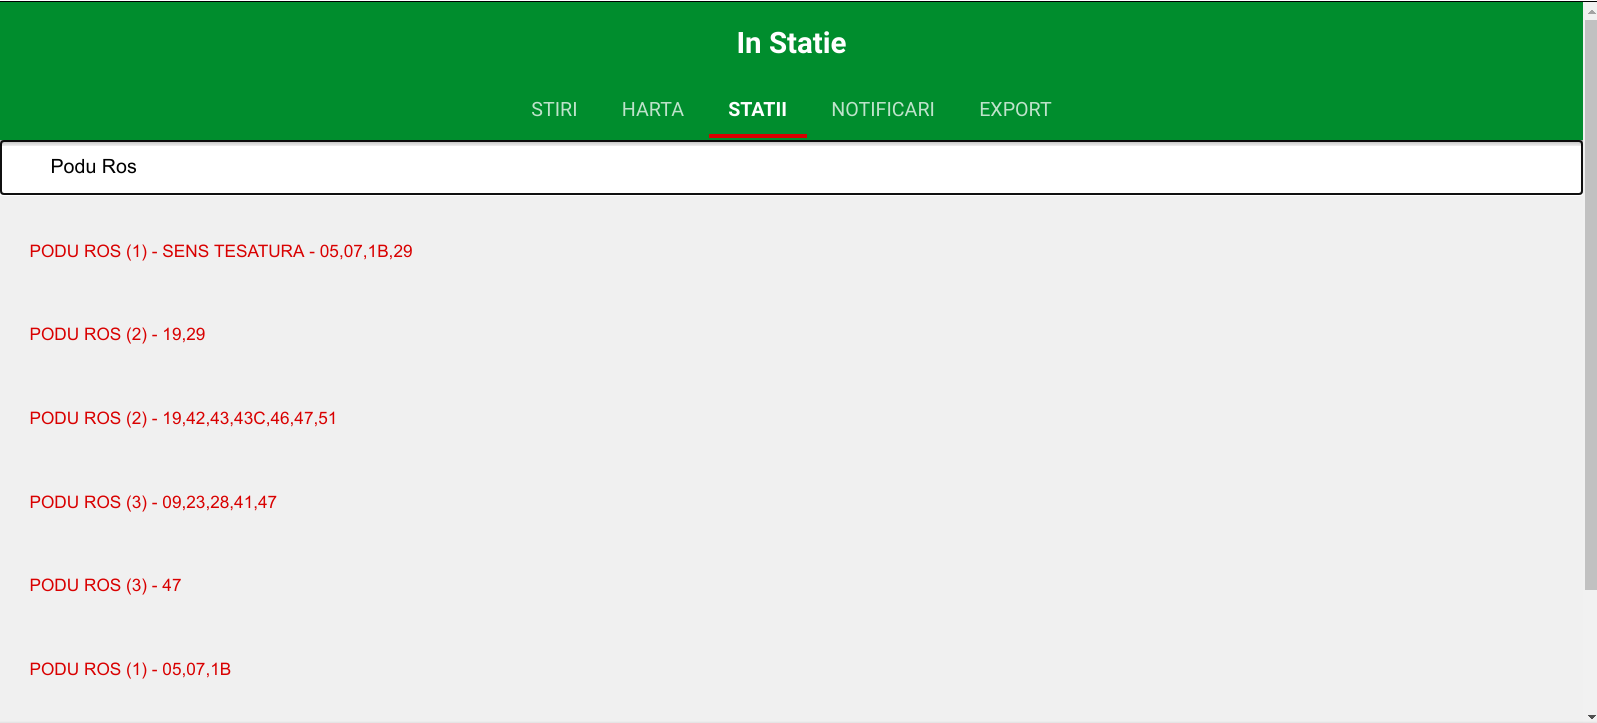 In Statie
STIRI HARTA STATII NOTIFICARI EXPORT
Podu Ros
PODU ROS (1) - SENS TESATURA - 05,07,1B,29
PODU ROS (2) - 19,29
PODU ROS (2) - 19,42,43,43C,46,47,51
PODU ROS (3) - 09,23,28,41,47
PODU ROS (3) - 47
PODU ROS (1) - 05,07,1B